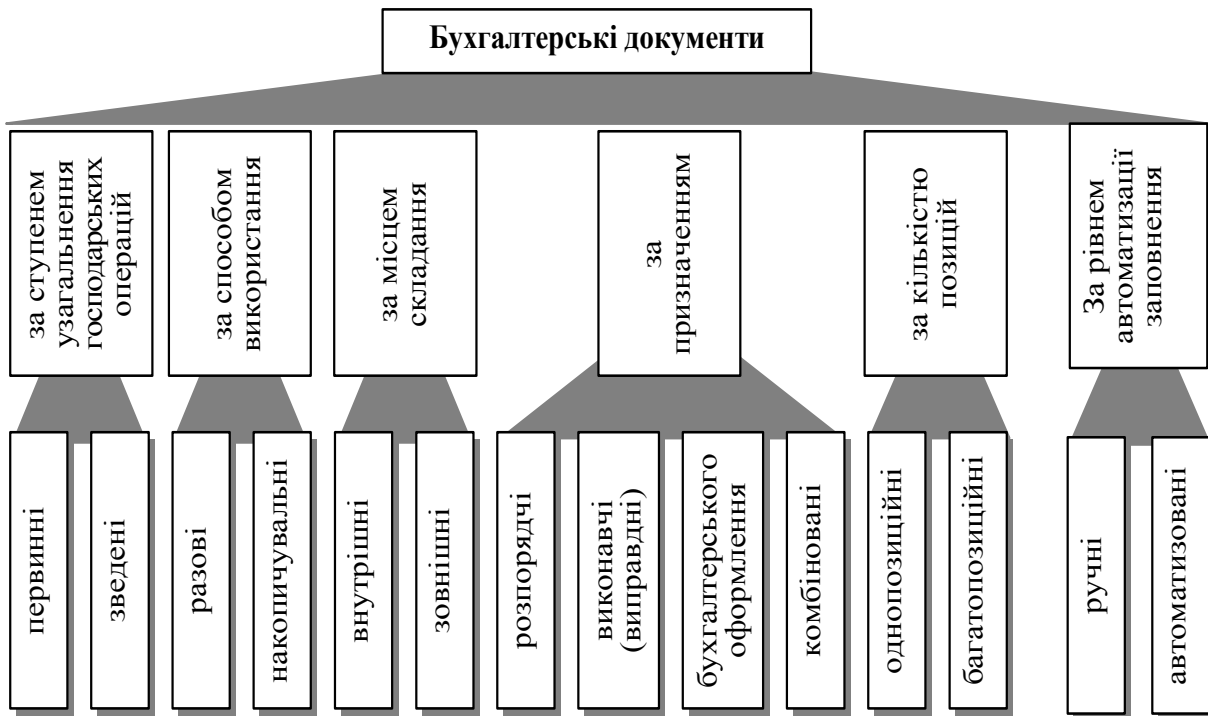 Бухгалтерські документи
за ступенем
узагальнення
господарських
операцій
за способом
використання
за місцем
складання
за
призначенням
за кількістю
позицій
За рівнем
автоматизації
заповнення
первинні
зведені
разові
накопичувальні
внутрішні
зовнішні
розпорядчі
виконавчі
(виправдні)
бухгалтерського
оформлення
комбіновані
однопозиційні
багатопозиційні
ручні
автоматизовані